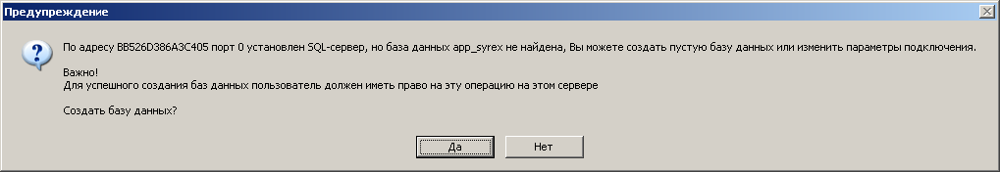 Предупреждение
По адресу BB526D386A3C405 порт 0 установлен SQL-сервер, но база данных app_syrex не найдена, Вы можете создать пустую базу данных или изменить параметры подключения.
Важно!
Для успешного создания баз данных пользователь должен иметь право на эту операцию на этом сервере
Создать базу данных?
Да
Нет